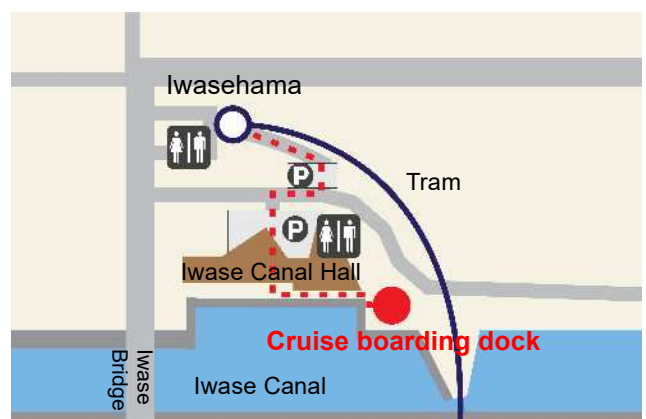 Iwasehama
P
Tram
P
Iwase Canal Hall
Cruise boarding dock
Iwase
Bridge
Iwase Canal